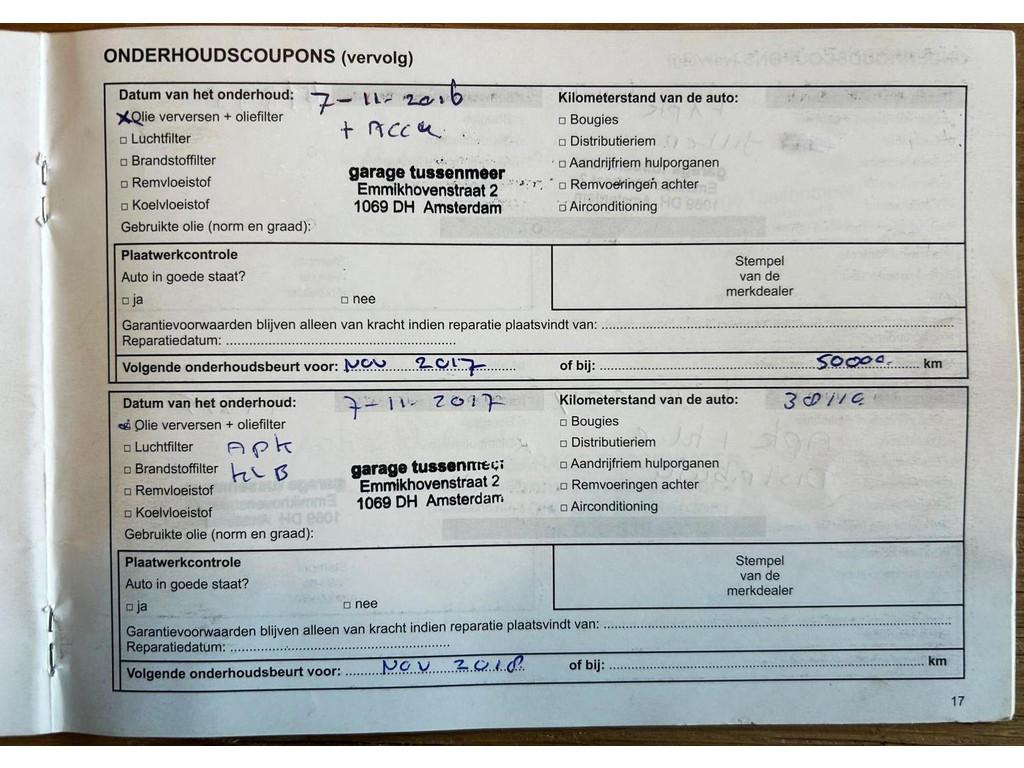 ONDERHOUDSCOUPONS (vervolg)
Datum van het onderhoud: 7-11-2016 Kilometerstand van de auto:
Olie verversen + oliefilter + Accu Bougies
Luchtfilter Distributieriem
Brandstoffilter Aandrijfriem hulporganen
Remvloeistof Remvoeringen achter
Koelvloeistof Airconditioning
garage tussenmeer
Emmikhovenstraat 2
1069 DH Amsterdam
Gebruikte olie (norm en graad):
Plaatwerkcontrole
Auto in goede staat?
ja nee
Stempel
van de
merkdealer
Garantievoorwaarden blijven alleen van kracht indien reparatie plaatsvindt van:
Reparatiedatum:
Volgende onderhoudsbeurt voor: Nov 2017 of bij: 50000 km
Datum van het onderhoud: 7-11-2017 Kilometerstand van de auto:
Olie verversen + oliefilter Bougies
Luchtfilter APK Distributieriem
Brandstoffilter KLB Aandrijfriem hulporganen
Remvloeistof Remvoeringen achter
Koelvloeistof Airconditioning
garage tussenmeer
Emmikhovenstraat 2
1069 DH Amsterdam
Gebruikte olie (norm en graad):
Plaatwerkcontrole
Auto in goede staat?
ja nee
Stempel
van de
merkdealer
Garantievoorwaarden blijven alleen van kracht indien reparatie plaatsvindt van:
Reparatiedatum:
Volgende onderhoudsbeurt voor: Nov 2018 of bij: km
17